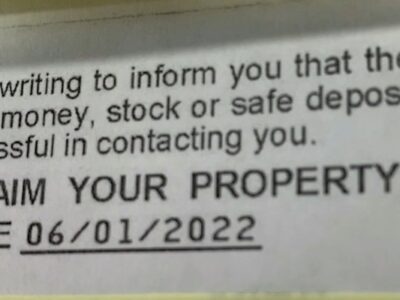 writing to inform you that the
money, stock or safe depos
ssful in contacting you.
AIM YOUR PROPERTY
E 06/01/2022